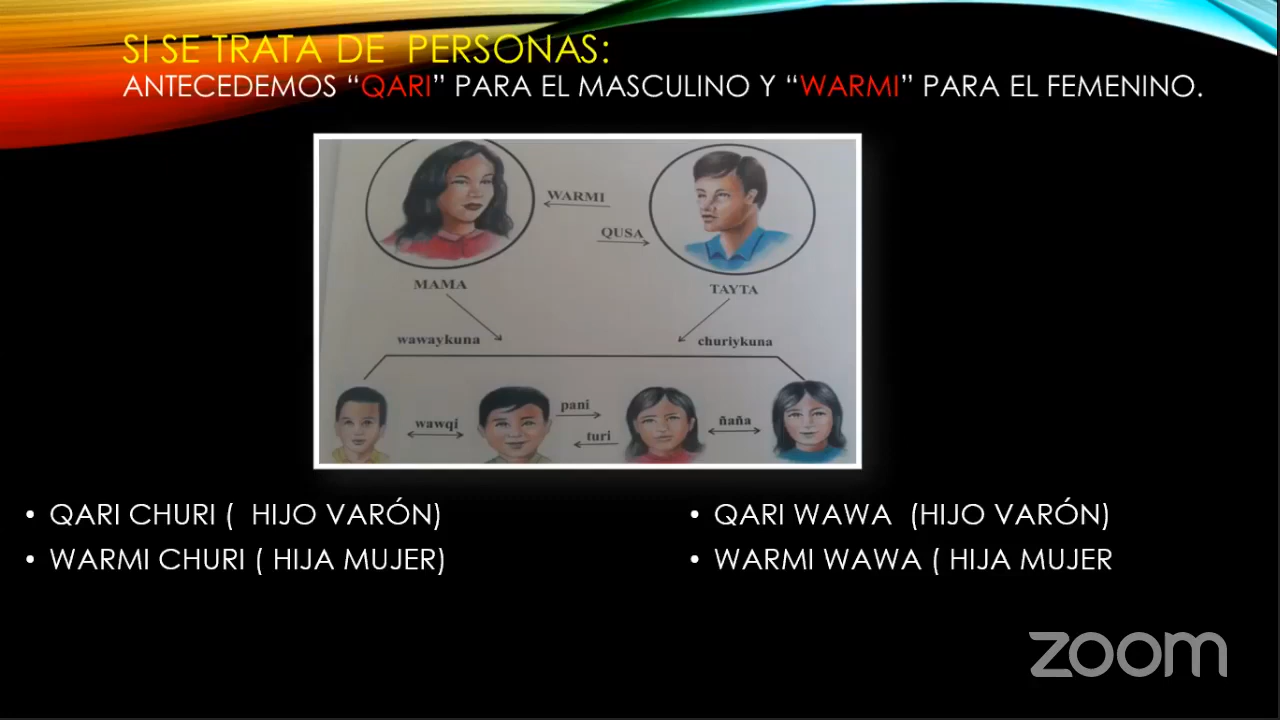 SI SE TRATA DE PERSONAS:
ANTECEDEMOS “QARI” PARA EL MASCULINO Y “WARMI” PARA EL FEMENINO.
WARMI
QUSA
MAMA
TAYTA
wawaykuna
churiykuna
wawqi
pani
turi
ñaña
• QARI CHURI ( HIJO VARÓN)
• WARMI CHURI ( HIJA MUJER)
• QARI WAWA (HIJO VARÓN)
• WARMI WAWA ( HIJA MUJER
zoom